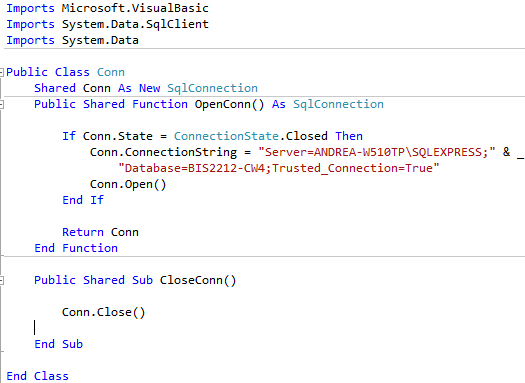 Imports Microsoft.VisualBasic
Imports System.Data.SqlClient
Imports System.Data
Public Class Conn
Shared Conn As New SqlConnection
Public Shared Function OpenConn() As SqlConnection
If Conn.State = ConnectionState.Closed Then
Conn.ConnectionString = "Server=ANDREA-W510TP\SQLEXPRESS;" & _
"Database=BIS2212-CW4;Trusted_Connection=True"
Conn.Open()
End If
Return Conn
End Function
Public Shared Sub CloseConn()
Conn.Close()
End Sub
End Class